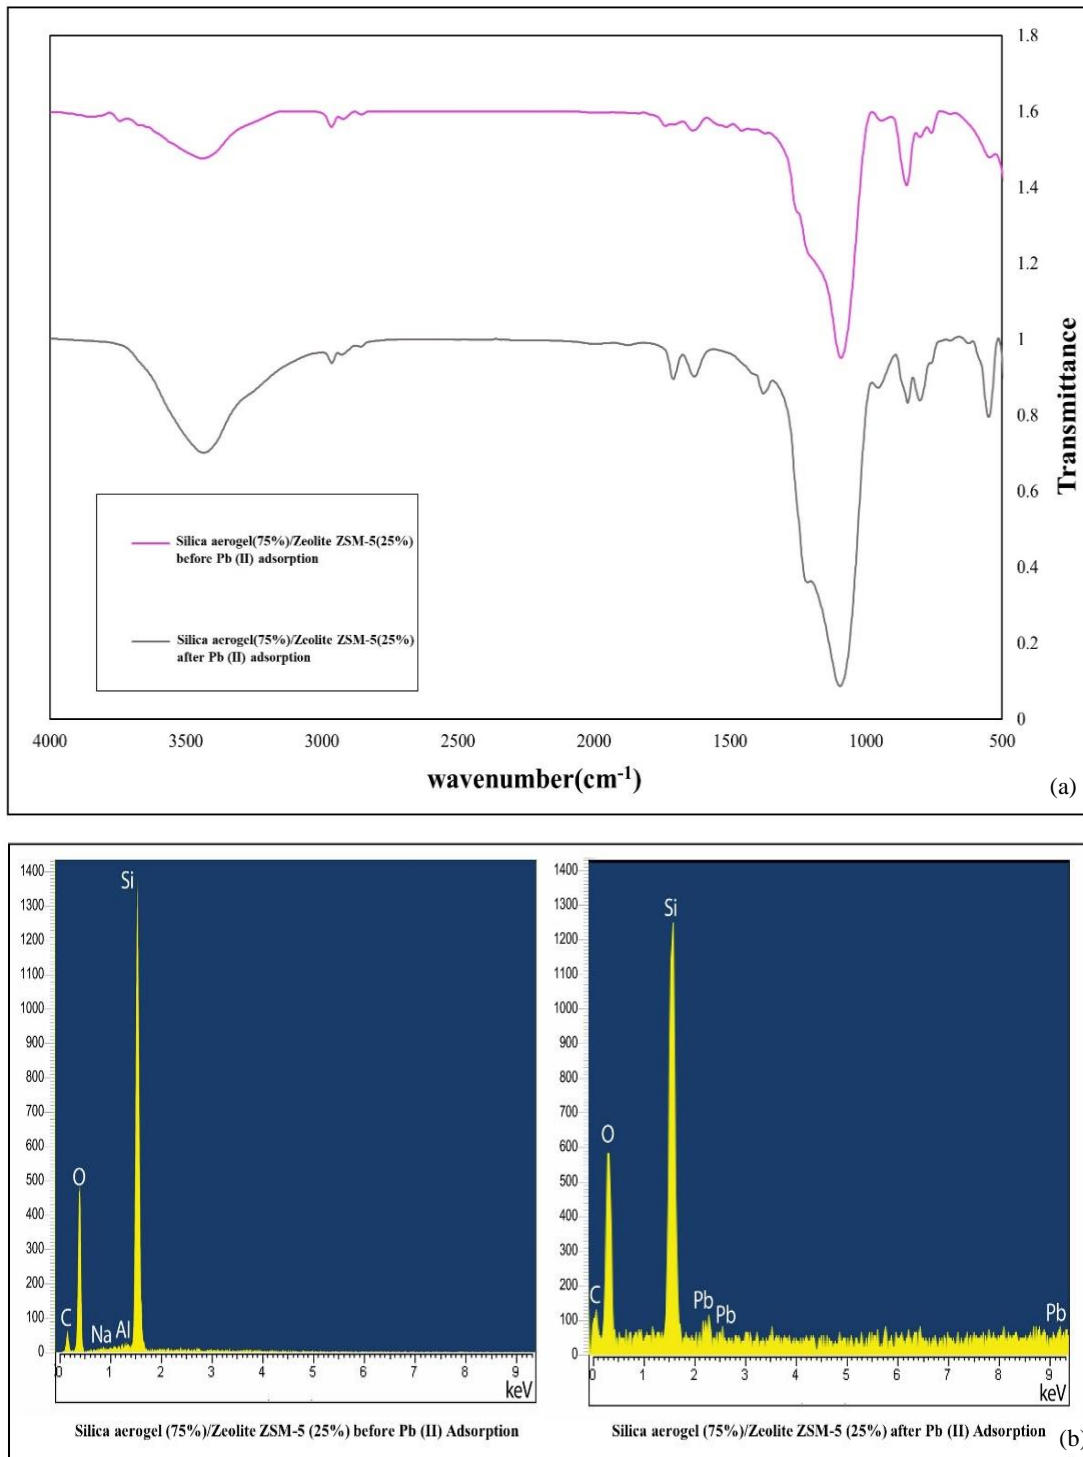 1.8
1.6
1.4
1.2
1
0.8
0.6
0.4
0.2
0
Transmittance
Silica aerogel(75%)/Zeolite ZSM-5(25%)
before Pb (II) adsorption
Silica aerogel(75%)/Zeolite ZSM-5(25%)
after Pb (II) adsorption
4000 3500 3000 2500 2000 1500 1000 500
wavenumber(cm⁻¹)
(a)
1400
1300
1200
1100
1000
900
800
700
600
500
400
300
200
100
0
Si
O
C
Na
Al
0 1 2 3 4 5 6 7 8 9
keV
Silica aerogel (75%)/Zeolite ZSM-5 (25%) before Pb (II) Adsorption
1400
1300
1200
1100
1000
900
800
700
600
500
400
300
200
100
0
Si
O
C
Pb
Pb
Pb
0 1 2 3 4 5 6 7 8 9
keV
Silica aerogel (75%)/Zeolite ZSM-5 (25%) after Pb (II) Adsorption
(b)